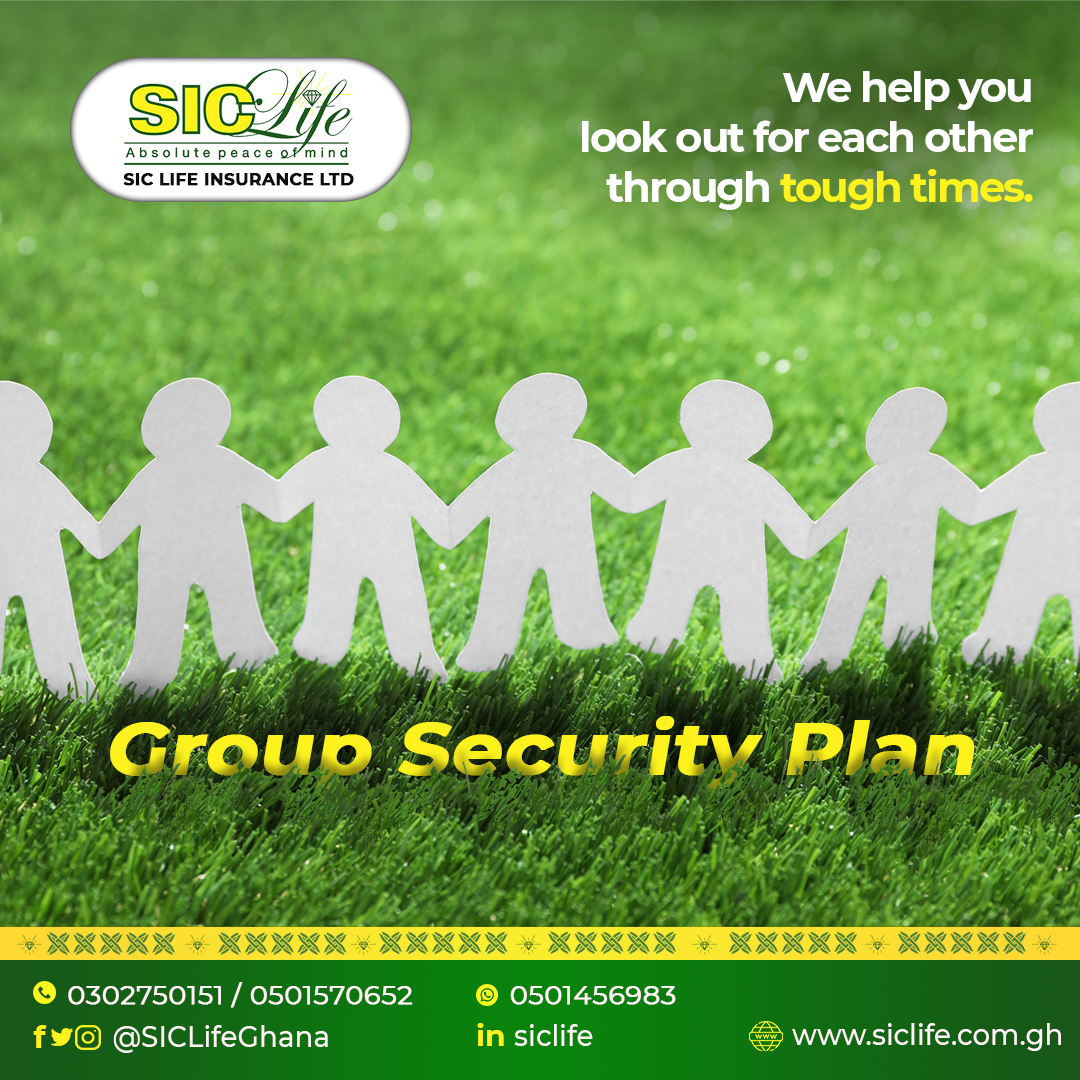 SIC Life
Absolute peace of mind
SIC LIFE INSURANCE LTD
We help you
look out for each other
through tough times.
Group Security Plan
0302750151 / 0501570652
0501456983
f @SICLifeGhana
in siclife
www.siclife.com.gh